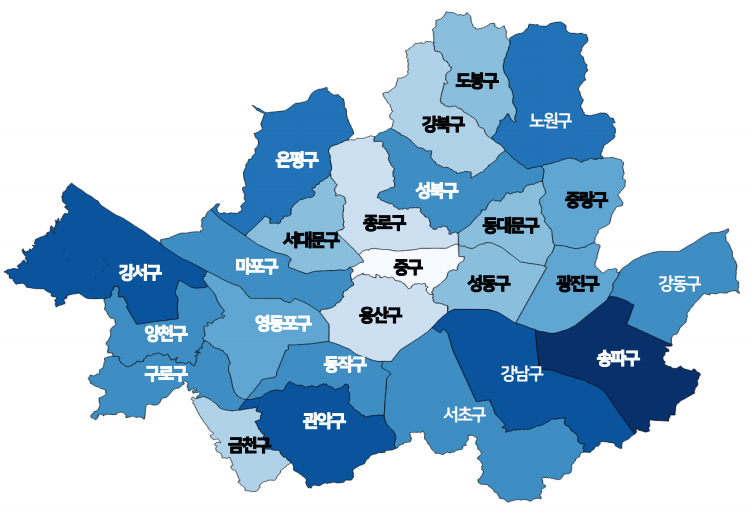 도봉구
강북구
노원구
은평구
성북구
중랑구
종로구
동대문구
서대문구
마포구
중구
강서구
성동구
광진구
강동구
용산구
영등포구
양천구
송파구
동작구
구로구
강남구
서초구
관악구
금천구